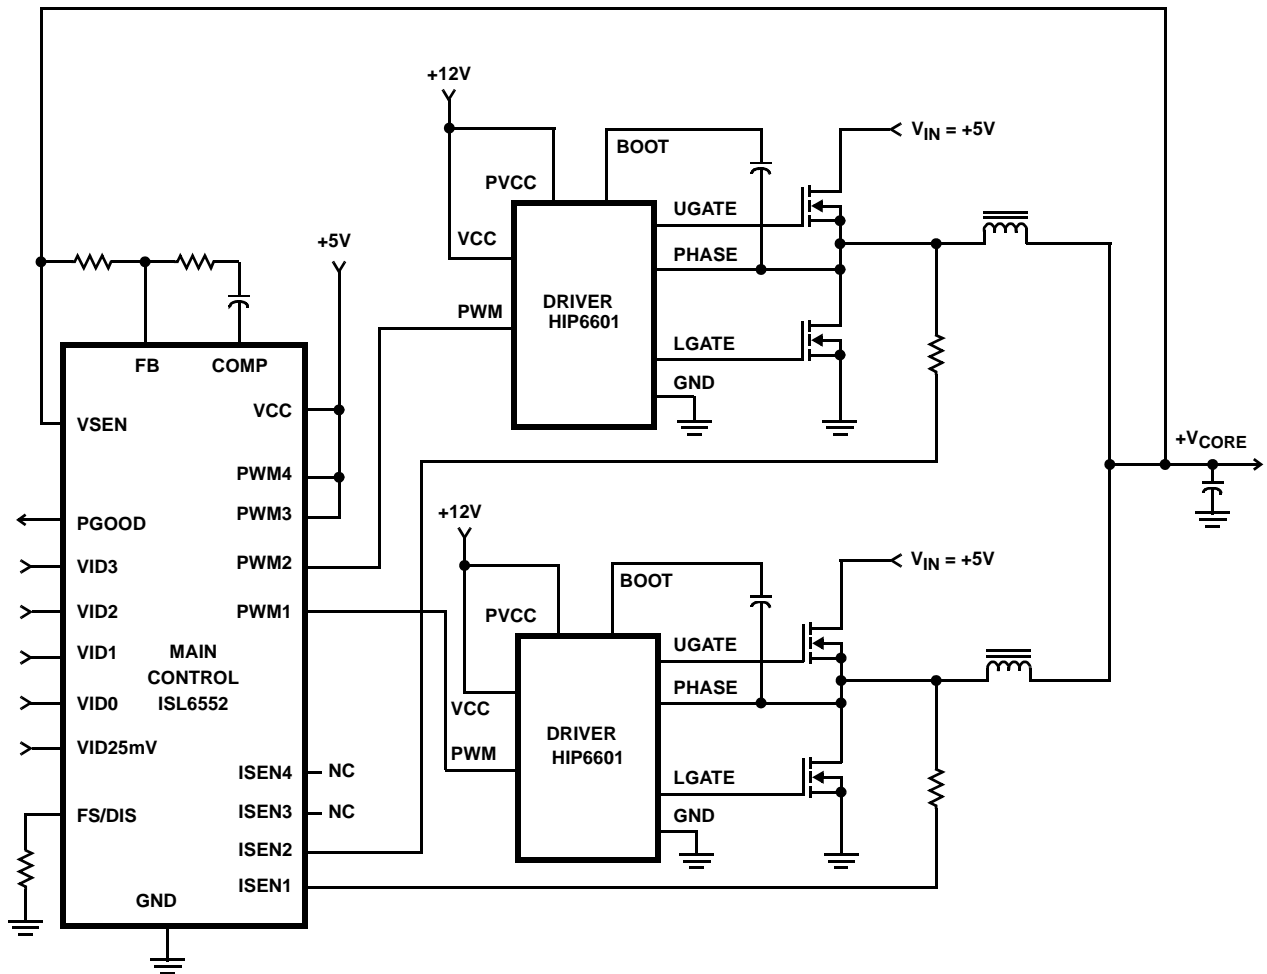 +12V
V_IN = +5V
BOOT
PVCC
UGATE
VCC
+5V
PHASE
DRIVER
HIP6601
PWM
LGATE
GND
FB
COMP
VCC
VSEN
+V_CORE
PWM4
PWM3
PGOOD
+12V
PWM2
VID3
V_IN = +5V
BOOT
PWM1
VID2
PVCC
UGATE
VID1
MAIN
CONTROL
ISL6552
PHASE
VID0
VCC
DRIVER
HIP6601
VID25mV
PWM
ISEN4
NC
LGATE
ISEN3
NC
FS/DIS
GND
ISEN2
ISEN1
GND